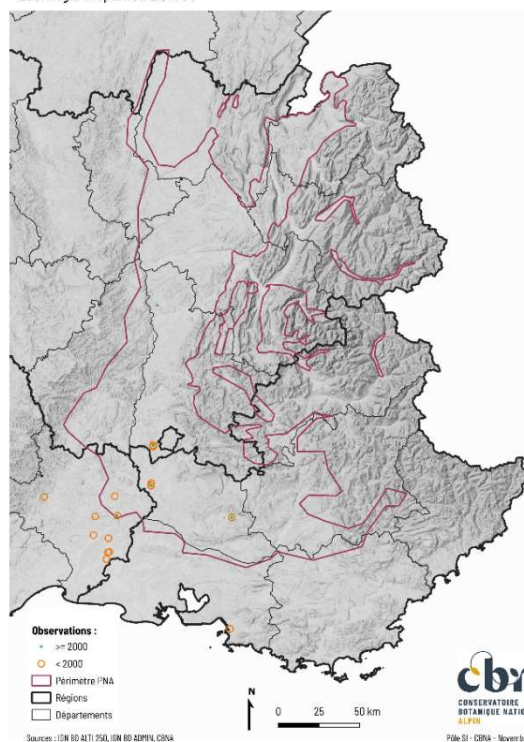 Observations :
>= 2000
< 2000
Périmètre PNA
Régions
Départements
N
0 25 50 km
CONSERVATOIRE
BOTANIQUE NATI
ALPIN
Sources : IGN BD ALTI 250, IGN BD ADMIN, CBNA
Pôle SI - CBNA - Novemb